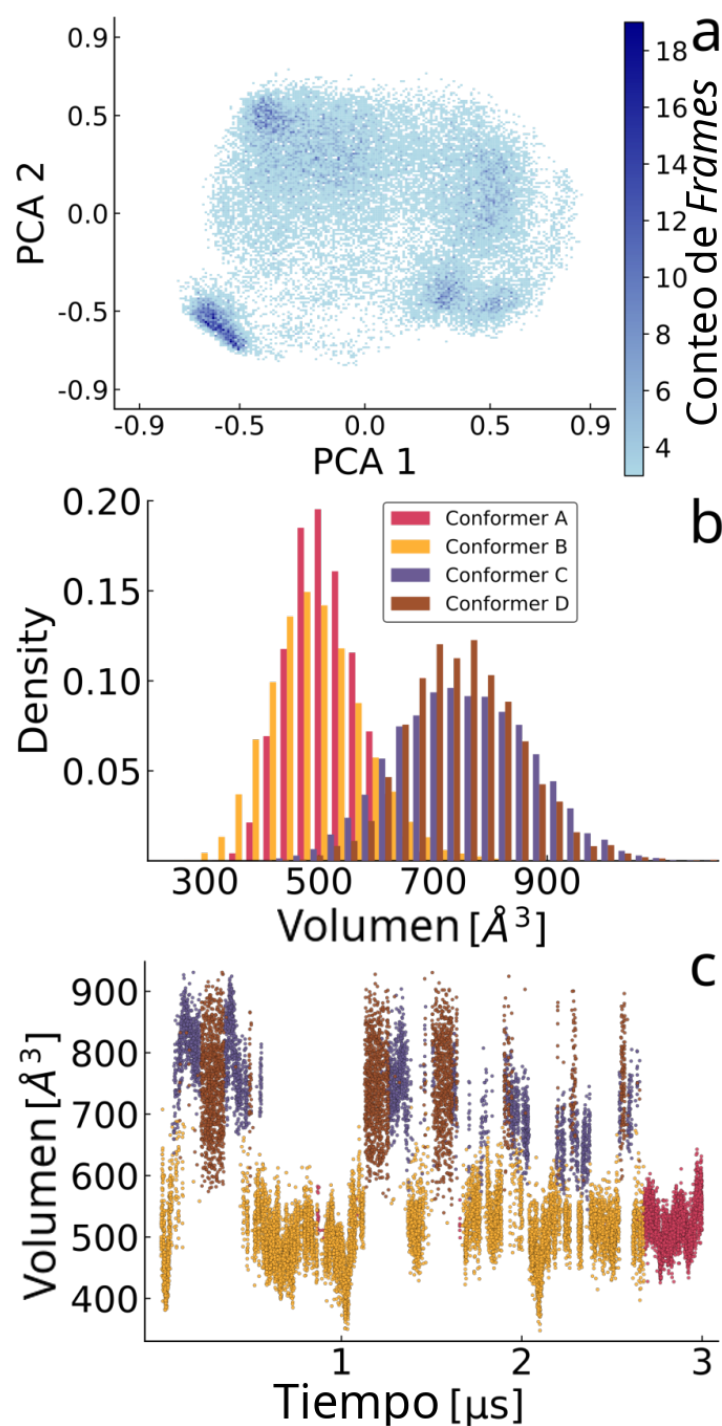 a
0.9
0.5
0.0
-0.5
-0.9
PCA 2
-0.9 -0.5 0.0 0.5 0.9
PCA 1
18
16
14
12
10
8
6
4
Conteo de Frames
b
0.20
0.15
0.10
0.05
Density
Conformer A
Conformer B
Conformer C
Conformer D
300 500 700 900
Volumen [Å³]
c
900
800
700
600
500
400
Volumen [Å³]
1 2 3
Tiempo [μs]